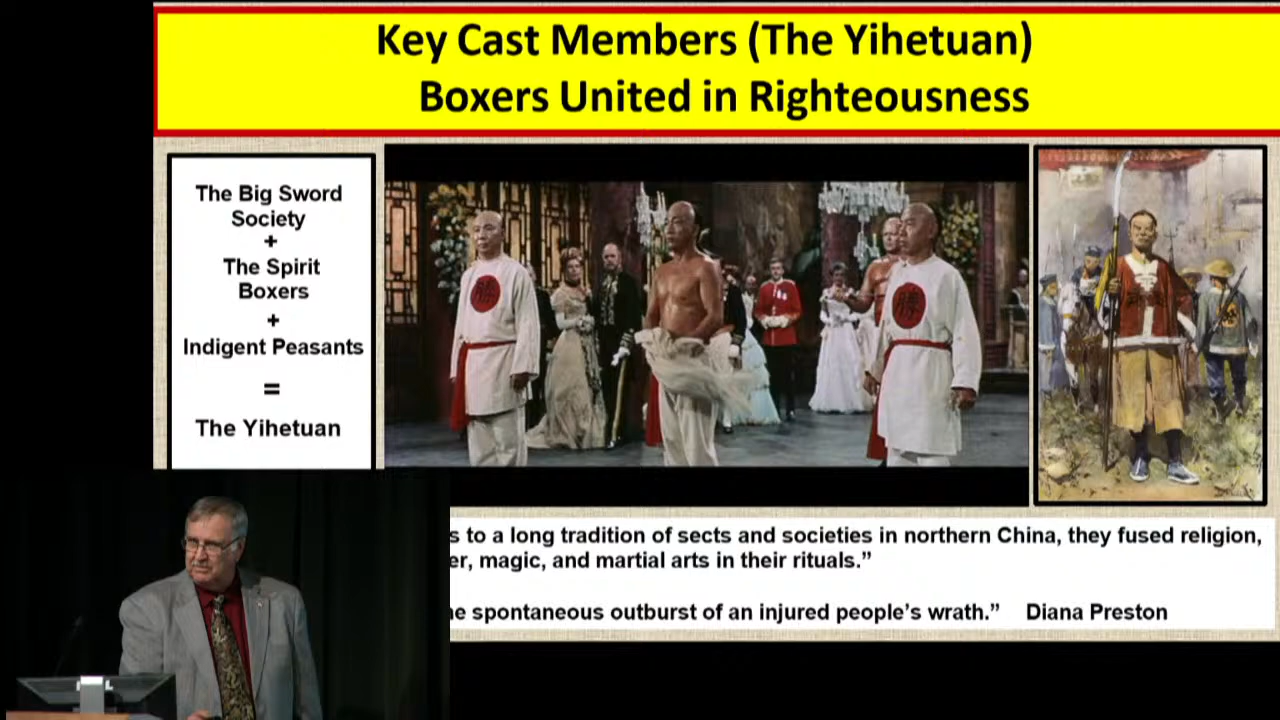 Key Cast Members (The Yihetuan)
Boxers United in Righteousness
The Big Sword
Society
+
The Spirit
Boxers
+
Indigent Peasants
=
The Yihetuan
勝
勝
s to a long tradition of sects and societies in northern China, they fused religion,
er, magic, and martial arts in their rituals.”
spontaneous outburst of an injured people’s wrath.” Diana Preston